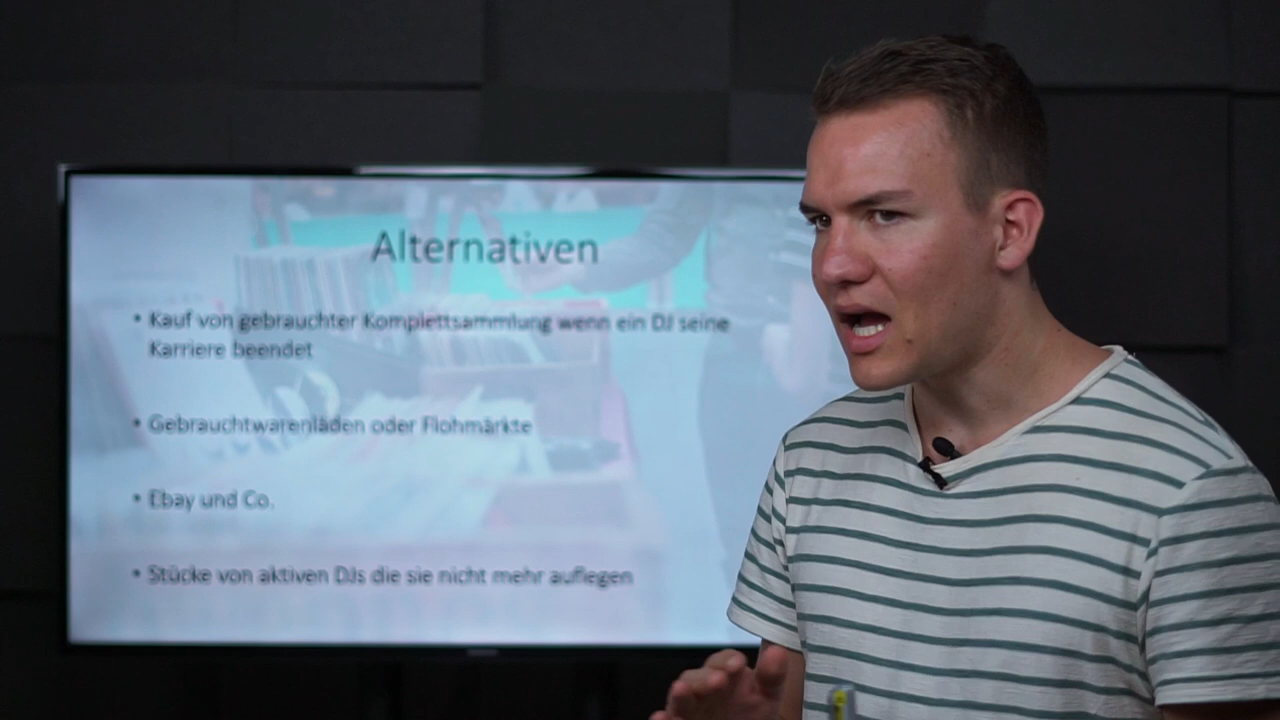 Alternativen
• Kauf von gebrauchter Komplettsammlung wenn ein DJ seine
Karriere beendet
• Gebrauchtwarenläden oder Flohmärkte
• Ebay und Co.
• Stücke von aktiven DJs die sie nicht mehr auflegen